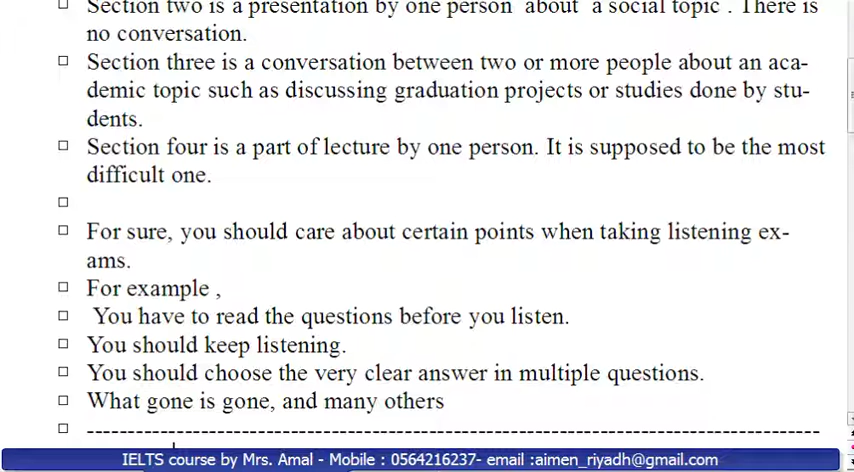 Section two is a presentation by one person about a social topic . There is
no conversation.
Section three is a conversation between two or more people about an aca-
demic topic such as discussing graduation projects or studies done by stu-
dents.
Section four is a part of lecture by one person. It is supposed to be the most
difficult one.
For sure, you should care about certain points when taking listening ex-
ams.
For example ,
You have to read the questions before you listen.
You should keep listening.
You should choose the very clear answer in multiple questions.
What gone is gone, and many others
--------------------------------------------------------------------------------
IELTS course by Mrs. Amal - Mobile : 0564216237- email :aimen_riyadh@gmail.com